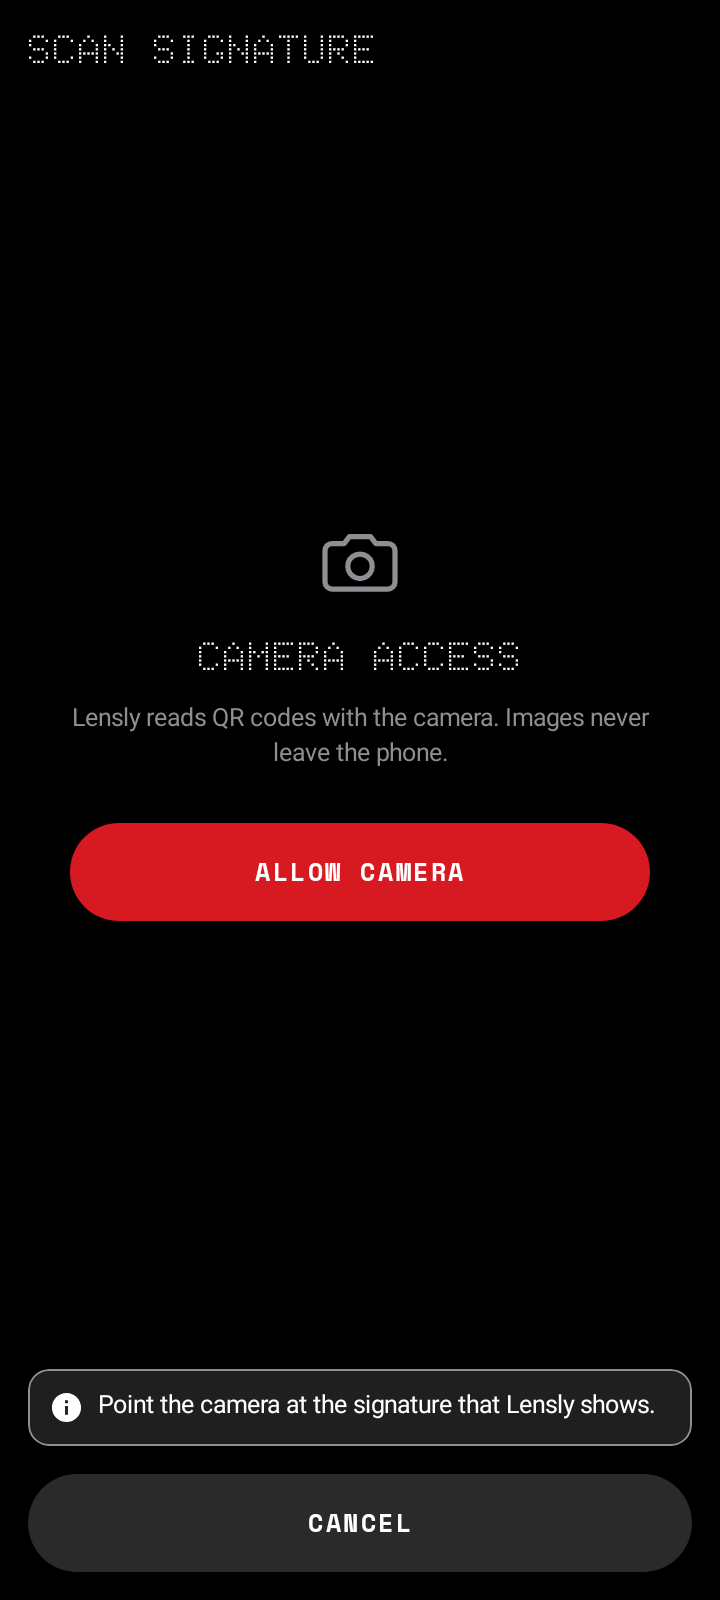 SCAN SIGNATURE
CAMERA ACCESS
Lensly reads QR codes with the camera. Images never
leave the phone.
ALLOW CAMERA
Point the camera at the signature that Lensly shows.
CANCEL